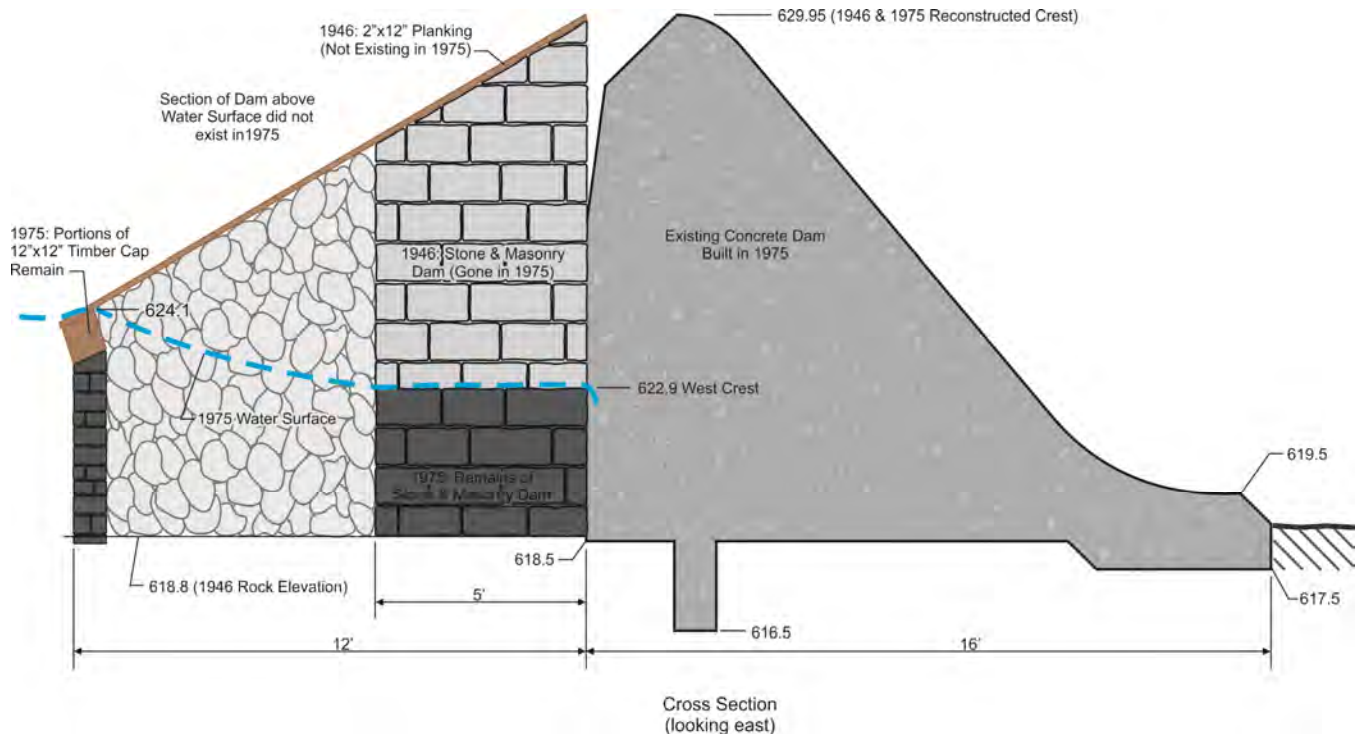 629.95 (1946 & 1975 Reconstructed Crest)
1946: 2"x12" Planking
(Not Existing in 1975)
Section of Dam above
Water Surface did not
exist in1975
1975: Portions of
12"x12" Timber Cap
Remain
624.1
1946: Stone & Masonry
Dam (Gone in 1975)
Existing Concrete Dam
Built in 1975
622.9 West Crest
1975 Water Surface
1975: Remains of
Stone & Masonry Dam
619.5
618.5
618.8 (1946 Rock Elevation)
5'
617.5
616.5
12'
16'
Cross Section
(looking east)